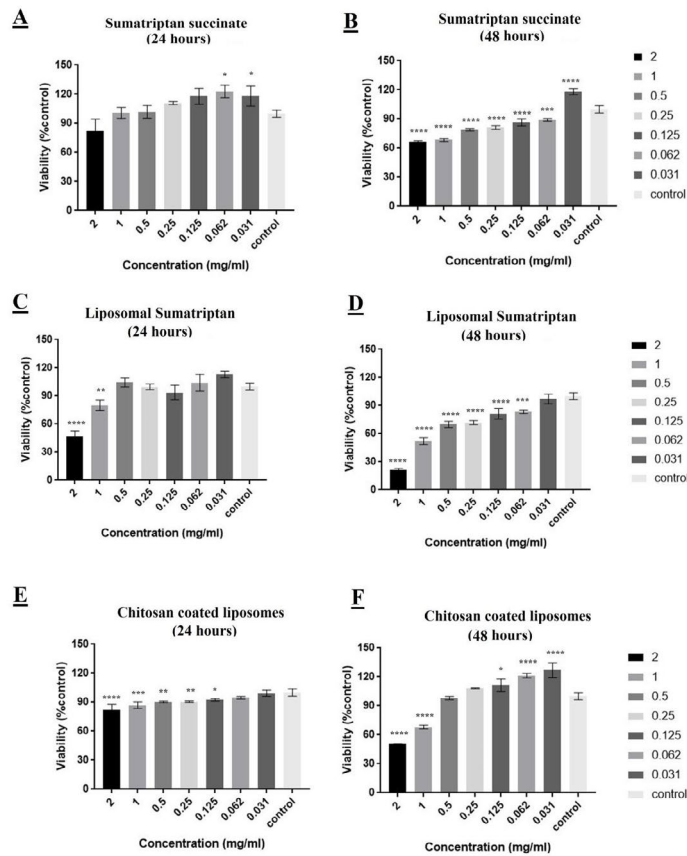 A
Sumatriptan succinate
(24 hours)
Viability (%control)
150
120
90
60
30
0
* *
2 1 0.5 0.25 0.125 0.062 0.031 control
Concentration (mg/ml)
B
Sumatriptan succinate
(48 hours)
Viability (%control)
150
120
90
60
30
0
**** **** **** **** **** *** ****
2 1 0.5 0.25 0.125 0.062 0.031 control
Concentration (mg/ml)
2
1
0.5
0.25
0.125
0.062
0.031
control
C
Liposomal Sumatriptan
(24 hours)
Viability (%control)
150
120
90
60
30
0
**** **
2 1 0.5 0.25 0.125 0.062 0.031 control
Concentration (mg/ml)
D
Liposomal Sumatriptan
(48 hours)
Viability (%control)
150
120
90
60
30
0
**** **** **** **** **** ***
2 1 0.5 0.25 0.125 0.062 0.031 control
Concentration (mg/ml)
2
1
0.5
0.25
0.125
0.062
0.031
control
E
Chitosan coated liposomes
(24 hours)
Viability (%control)
150
120
90
60
30
0
**** *** ** ** *
2 1 0.5 0.25 0.125 0.062 0.031 control
Concentration (mg/ml)
F
Chitosan coated liposomes
(48 hours)
Viability (%control)
150
120
90
60
30
0
**** **** * **** ****
2 1 0.5 0.25 0.125 0.062 0.031 control
Concentration (mg/ml)
2
1
0.5
0.25
0.125
0.062
0.031
control